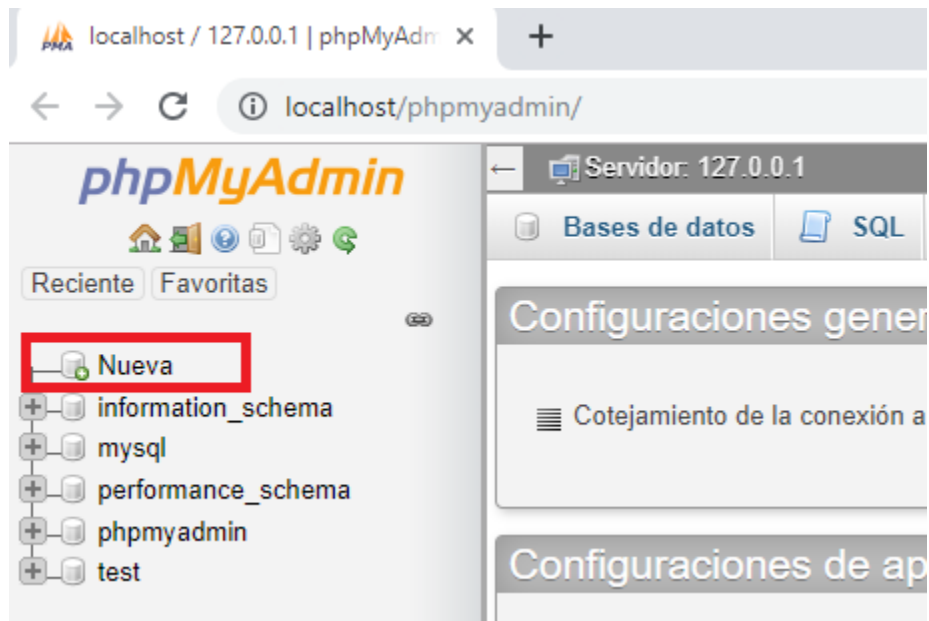 localhost / 127.0.0.1 | phpMyAdm
localhost/phpmyadmin/
phpMyAdmin
Reciente Favoritas
Nueva
information_schema
mysql
performance_schema
phpmyadmin
test
Servidor: 127.0.0.1
Bases de datos SQL
Configuraciones gener
Cotejamiento de la conexión a
Configuraciones de ap